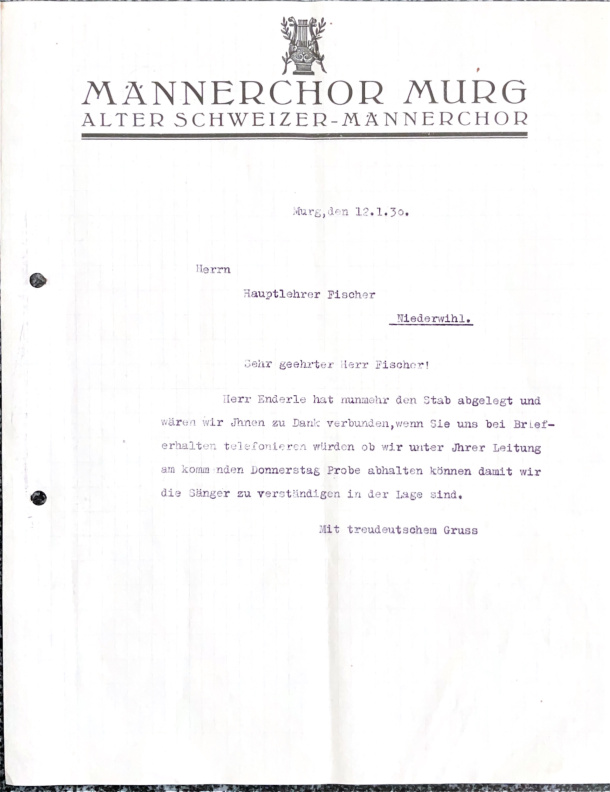 MÄNNERCHOR MURG
ALTER SCHWEIZER-MÄNNERCHOR
Murg,den 12.1.30.
Herrn
Hauptlehrer Fischer
Niederwihl.
Sehr geehrter Herr Fischer!
Herr Enderle hat nunmehr den Stab abgelegt und
wären wir Jhnen zu Dank verbunden,wenn Sie uns bei Brief-
erhalten telefonieren würden ob wir unter Jhrer Leitung
am kommenden Donnerstag Probe abhalten können damit wir
die Sänger zu verständigen in der Lage sind.
Mit treudeutschem Gruss